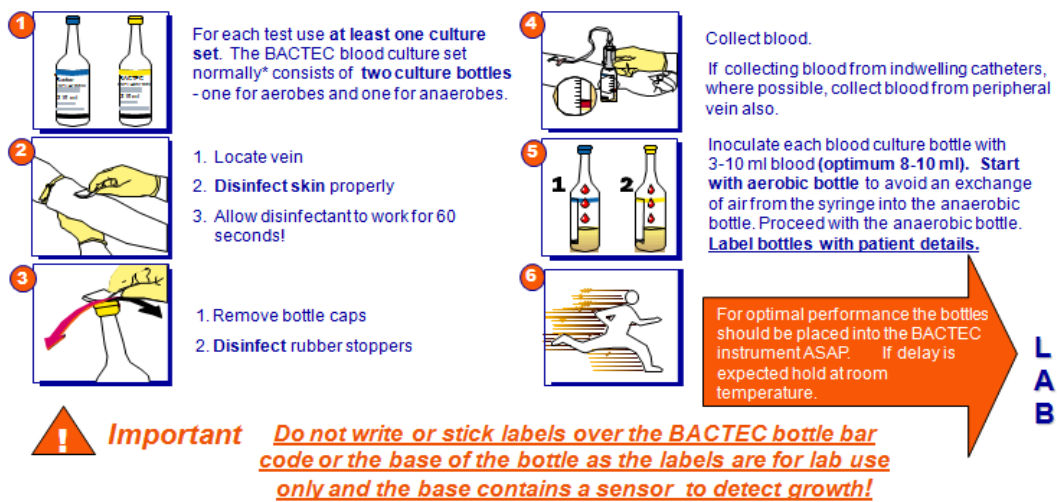 1
BACTEC
For each test use at least one culture
set. The BACTEC blood culture set
normally* consists of two culture bottles
- one for aerobes and one for anaerobes.
2
1. Locate vein
2. Disinfect skin properly
3. Allow disinfectant to work for 60
seconds!
3
1. Remove bottle caps
2. Disinfect rubber stoppers
4
Collect blood.
If collecting blood from indwelling catheters,
where possible, collect blood from peripheral
vein also.
5
1 2
Inoculate each blood culture bottle with
3-10 ml blood (optimum 8-10 ml). Start
with aerobic bottle to avoid an exchange
of air from the syringe into the anaerobic
bottle. Proceed with the anaerobic bottle.
Label bottles with patient details.
6
For optimal performance the bottles
should be placed into the BACTEC
instrument ASAP. If delay is
expected hold at room
temperature.
L
A
B
! Important
Do not write or stick labels over the BACTEC bottle bar
code or the base of the bottle as the labels are for lab use
only and the base contains a sensor to detect growth!